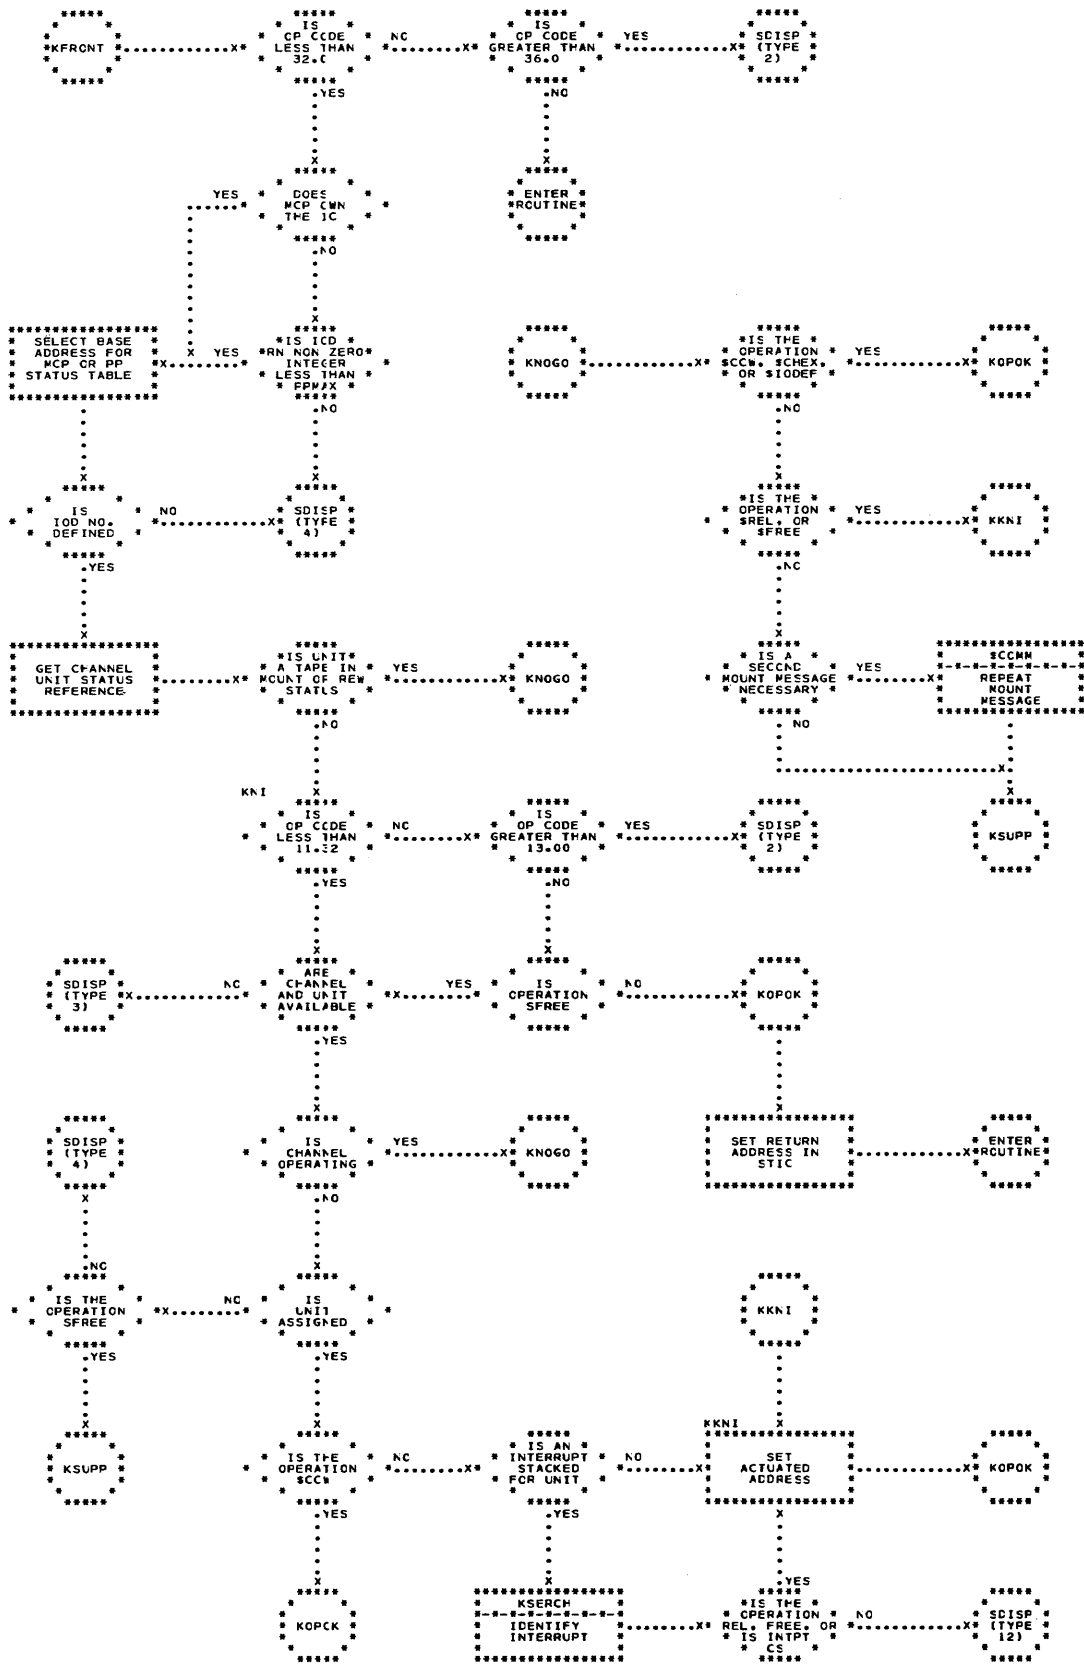 KFRONT
IS
OP CODE
LESS THAN
32.0
NO
IS
OP CODE
GREATER THAN
36.0
YES
SDISP
(TYPE
2)
YES
NO
YES
DOES
MCP OWN
THE IC
ENTER
ROUTINE
NO
SELECT BASE
ADDRESS FOR
MCP OR PP
STATUS TABLE
YES
IS IOD
RN NON ZERO
INTEGER
LESS THAN
PPMAX
KNOGO
IS THE
OPERATION
$CCW, $CHEX,
OR $IODEF
YES
KOPOK
NO
NO
IS
IOD NO.
DEFINED
NO
SDISP
(TYPE
4)
IS THE
OPERATION
$REL, OR
$FREE
YES
KKNI
YES
NO
GET CHANNEL
UNIT STATUS
REFERENCE
IS UNIT
A TAPE IN
MOUNT OF REW
STATUS
YES
KNOGO
IS A
SECOND
MOUNT MESSAGE
NECESSARY
YES
$CCMM
REPEAT
MOUNT
MESSAGE
NO
NO
KNI
IS
OP CODE
LESS THAN
11.32
NO
IS
OP CODE
GREATER THAN
13.00
YES
SDISP
(TYPE
2)
KSUPP
YES
NO
SDISP
(TYPE
3)
NO
ARE
CHANNEL
AND UNIT
AVAILABLE
YES
IS
OPERATION
SFREE
NO
KOPOK
YES
SDISP
(TYPE
4)
IS
CHANNEL
OPERATING
YES
KNOGO
SET RETURN
ADDRESS IN
STIC
ENTER
ROUTINE
NO
NO
IS THE
OPERATION
SFREE
NO
IS
UNIT
ASSIGNED
KKNI
YES
YES
KSUPP
IS THE
OPERATION
$CCW
NO
IS AN
INTERRUPT
STACKED
FOR UNIT
NO
KKNI
SET
ACTUATED
ADDRESS
KOPOK
YES
YES
YES
KOPCK
KSERCH
IDENTIFY
INTERRUPT
IS THE
OPERATION
REL, FREE, OR
IS INTPT
CS
NO
SDISP
(TYPE
12)